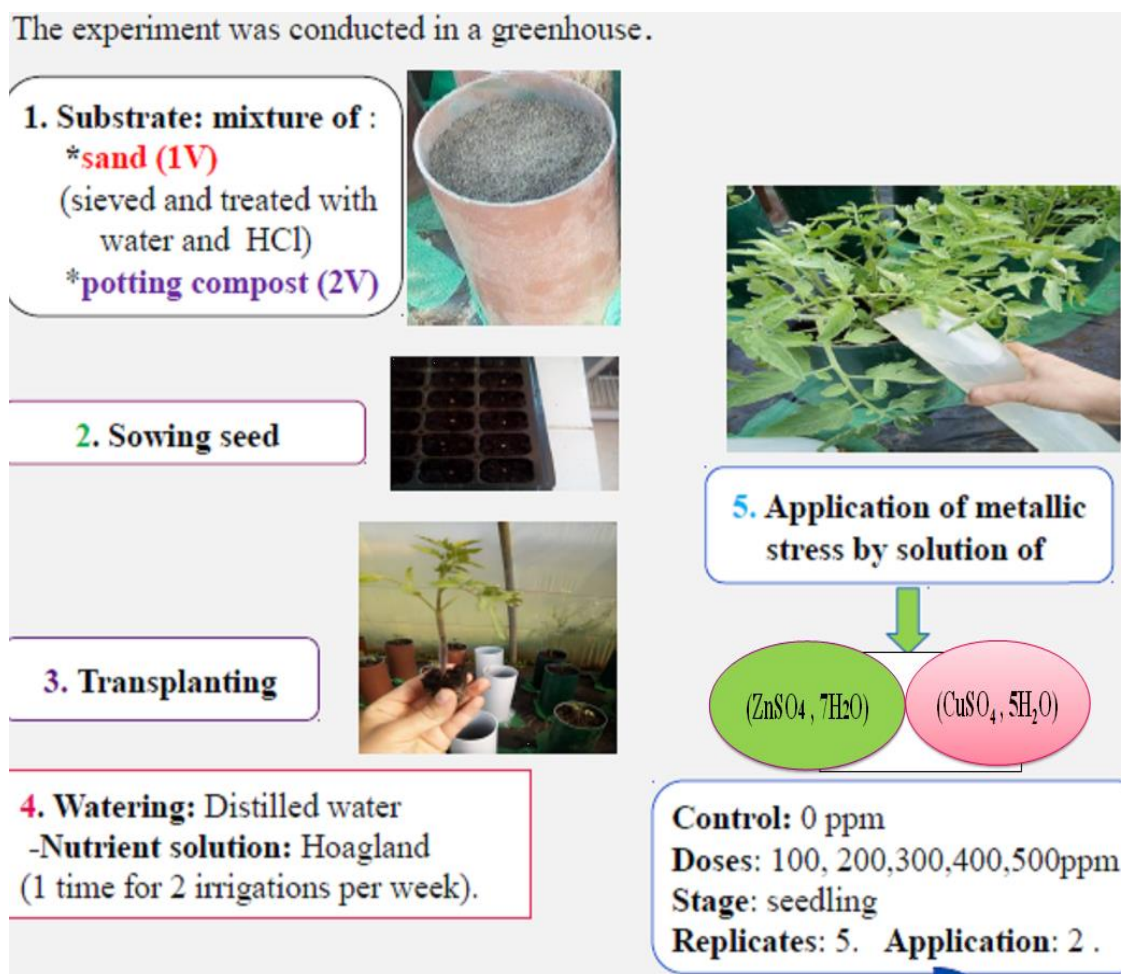 The experiment was conducted in a greenhouse.
1. Substrate: mixture of :
*sand (1V)
(sieved and treated with
water and HCl)
*potting compost (2V)
2. Sowing seed
3. Transplanting
4. Watering: Distilled water
-Nutrient solution: Hoagland
(1 time for 2 irrigations per week).
5. Application of metallic
stress by solution of
(ZnSO4 , 7H2O)
(CuSO₄ , 5H₂O)
Control: 0 ppm
Doses: 100, 200,300,400,500ppm
Stage: seedling
Replicates: 5. Application: 2 .